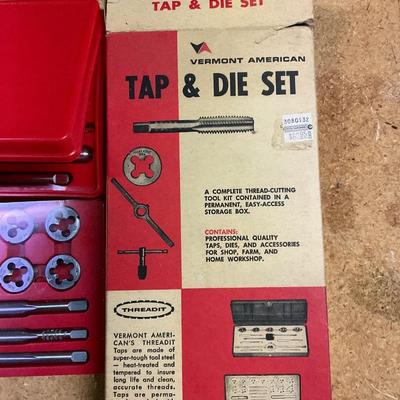 TAP & DIE SET
VERMONT AMERICAN
TAP & DIE SET
3080132
A COMPLETE THREAD-CUTTING
TOOL KIT CONTAINED IN A
PERMANENT, EASY-ACCESS
STORAGE BOX.
CONTAINS:
PROFESSIONAL QUALITY
TAPS, DIES, AND ACCESSORIES
FOR SHOP, FARM, AND
HOME WORKSHOP.
THREADIT
VERMONT AMERI-
CAN'S THREADIT
Taps are made of
super-tough tool steel
— heat-treated and
tempered to insure
long life and clean,
accurate threads.
Taps are perma-